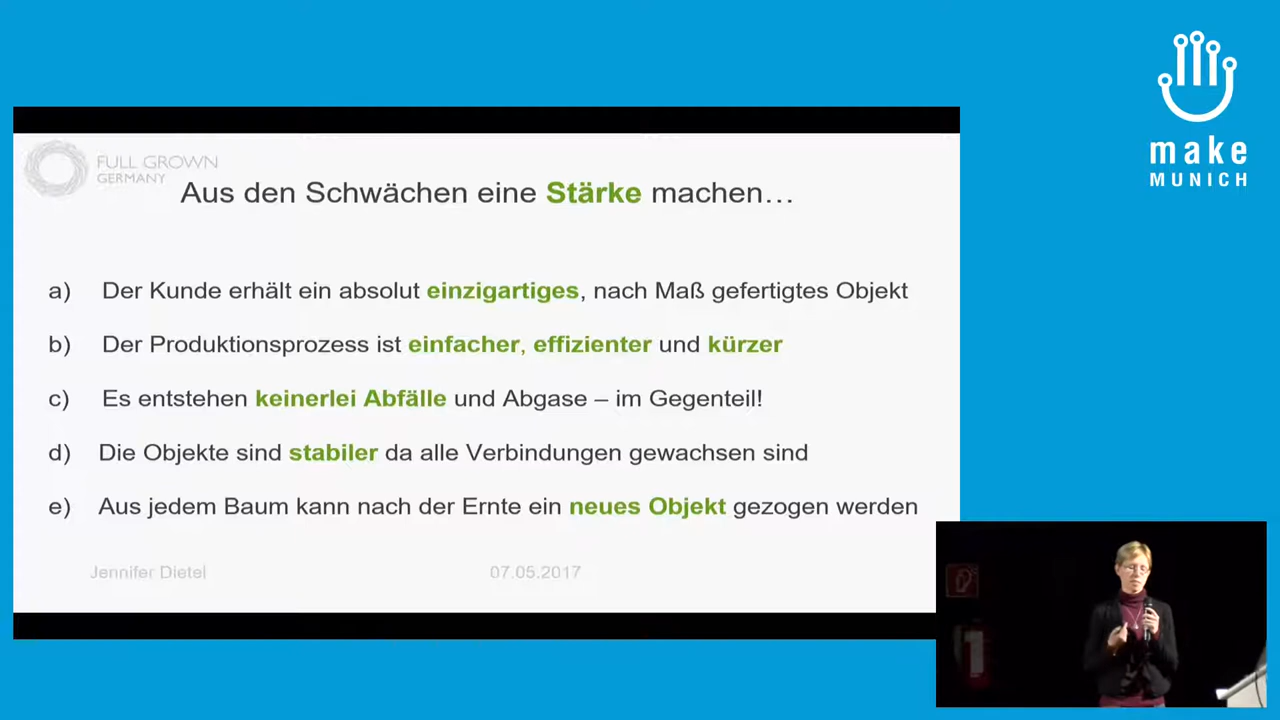 make
MUNICH
FULL GROWN
GERMANY
Aus den Schwächen eine Stärke machen…
a) Der Kunde erhält ein absolut einzigartiges, nach Maß gefertigtes Objekt
b) Der Produktionsprozess ist einfacher, effizienter und kürzer
c) Es entstehen keinerlei Abfälle und Abgase – im Gegenteil!
d) Die Objekte sind stabiler da alle Verbindungen gewachsen sind
e) Aus jedem Baum kann nach der Ernte ein neues Objekt gezogen werden
Jennifer Dietel 07.05.2017
1